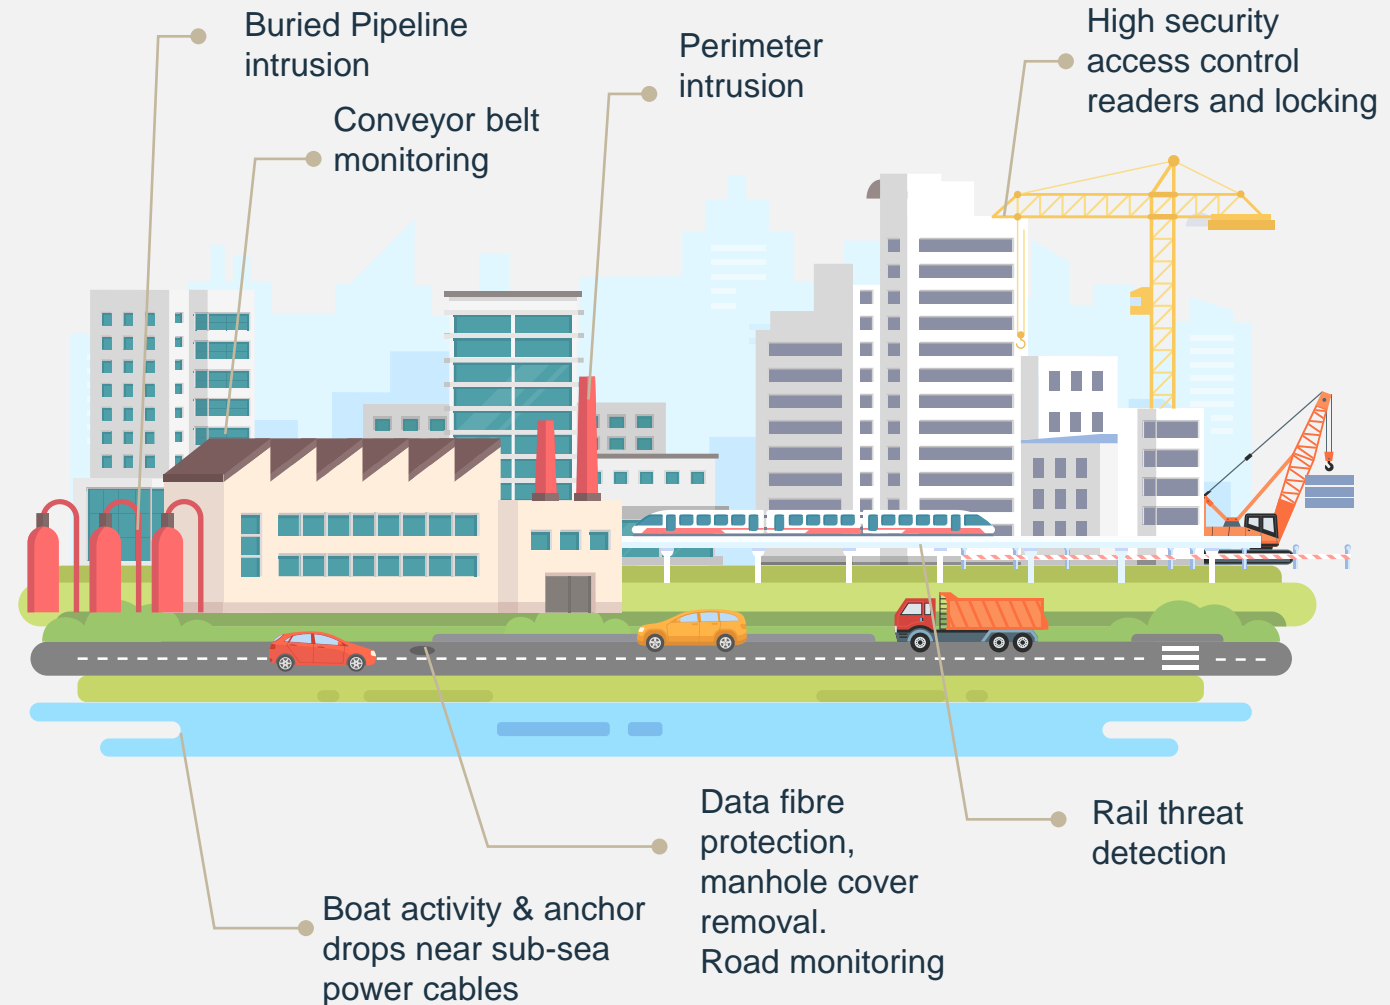 Buried Pipeline
intrusion
Conveyor belt
monitoring
Perimeter
intrusion
High security
access control
readers and locking
Data fibre
protection,
manhole cover
removal.
Road monitoring
Rail threat
detection
Boat activity & anchor
drops near sub-sea
power cables